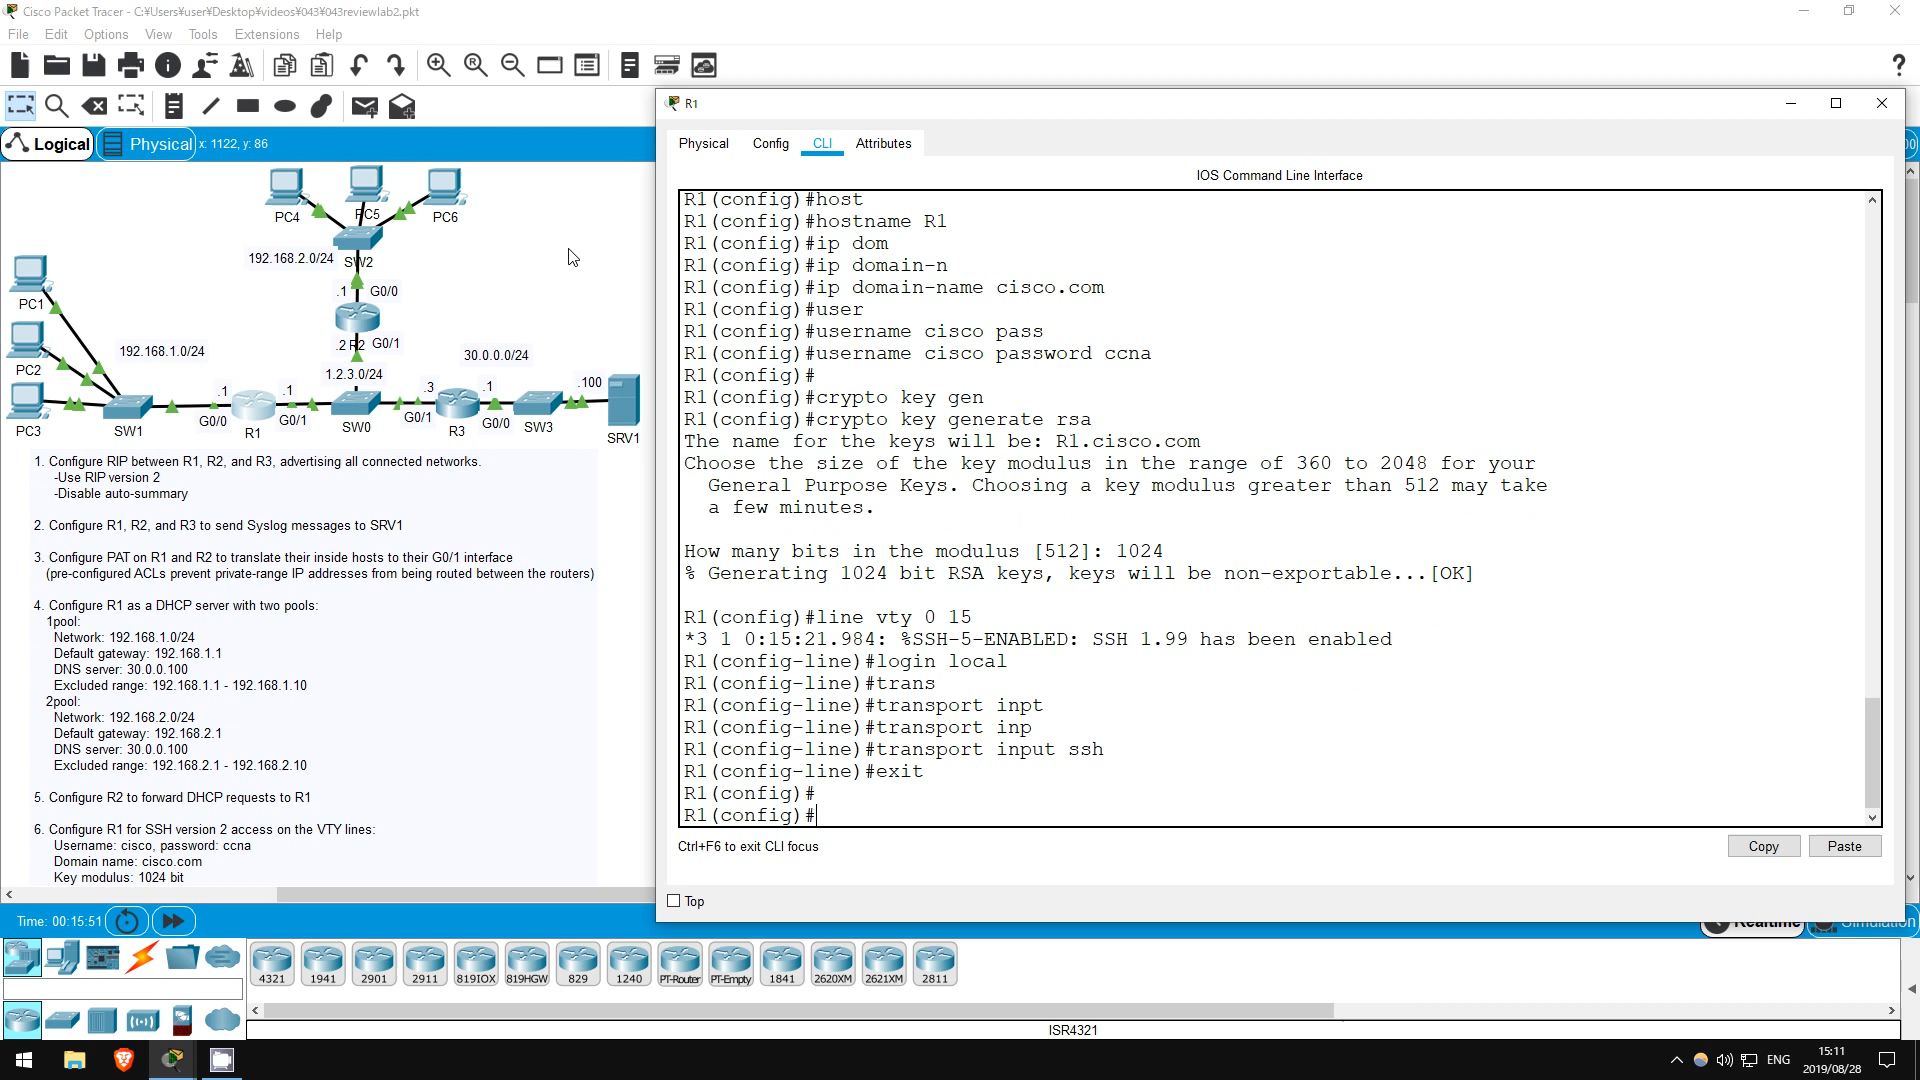 Cisco Packet Tracer - C:¥Users¥user¥Desktop¥videos¥043¥043reviewlab2.pkt
File Edit Options View Tools Extensions Help
R1
Logical Physical x: 1122, y: 86
Physical Config CLI Attributes
IOS Command Line Interface
PC4 PC5 PC6
192.168.2.0/24 SW2
PC1
.1 G0/0
192.168.1.0/24
.2 R2 G0/1
30.0.0.0/24
PC2
1.2.3.0/24
.1 .1 .3 .1 .100
PC3 SW1 G0/0 R1 G0/1 SW0 G0/1 R3 G0/0 SW3 SRV1
1. Configure RIP between R1, R2, and R3, advertising all connected networks.
-Use RIP version 2
-Disable auto-summary
2. Configure R1, R2, and R3 to send Syslog messages to SRV1
3. Configure PAT on R1 and R2 to translate their inside hosts to their G0/1 interface
(pre-configured ACLs prevent private-range IP addresses from being routed between the routers)
4. Configure R1 as a DHCP server with two pools:
1pool:
Network: 192.168.1.0/24
Default gateway: 192.168.1.1
DNS server: 30.0.0.100
Excluded range: 192.168.1.1 - 192.168.1.10
2pool:
Network: 192.168.2.0/24
Default gateway: 192.168.2.1
DNS server: 30.0.0.100
Excluded range: 192.168.2.1 - 192.168.2.10
5. Configure R2 to forward DHCP requests to R1
6. Configure R1 for SSH version 2 access on the VTY lines:
Username: cisco, password: ccna
Domain name: cisco.com
Key modulus: 1024 bit
R1(config)#host
R1(config)#hostname R1
R1(config)#ip dom
R1(config)#ip domain-n
R1(config)#ip domain-name cisco.com
R1(config)#user
R1(config)#username cisco pass
R1(config)#username cisco password ccna
R1(config)#
R1(config)#crypto key gen
R1(config)#crypto key generate rsa
The name for the keys will be: R1.cisco.com
Choose the size of the key modulus in the range of 360 to 2048 for your
General Purpose Keys. Choosing a key modulus greater than 512 may take
a few minutes.
How many bits in the modulus [512]: 1024
% Generating 1024 bit RSA keys, keys will be non-exportable...[OK]
R1(config)#line vty 0 15
*3 1 0:15:21.984: %SSH-5-ENABLED: SSH 1.99 has been enabled
R1(config-line)#login local
R1(config-line)#trans
R1(config-line)#transport inpt
R1(config-line)#transport inp
R1(config-line)#transport input ssh
R1(config-line)#exit
R1(config)#
R1(config)#
Ctrl+F6 to exit CLI focus
Copy Paste
Top
Time: 00:15:51
Realtime Simulation
4321 1941 2901 2911 819IOX 819HGW 829 1240 PT-Router PT-Empty 1841 2620XM 2621XM 2811
ISR4321
ENG
15:11
2019/08/28